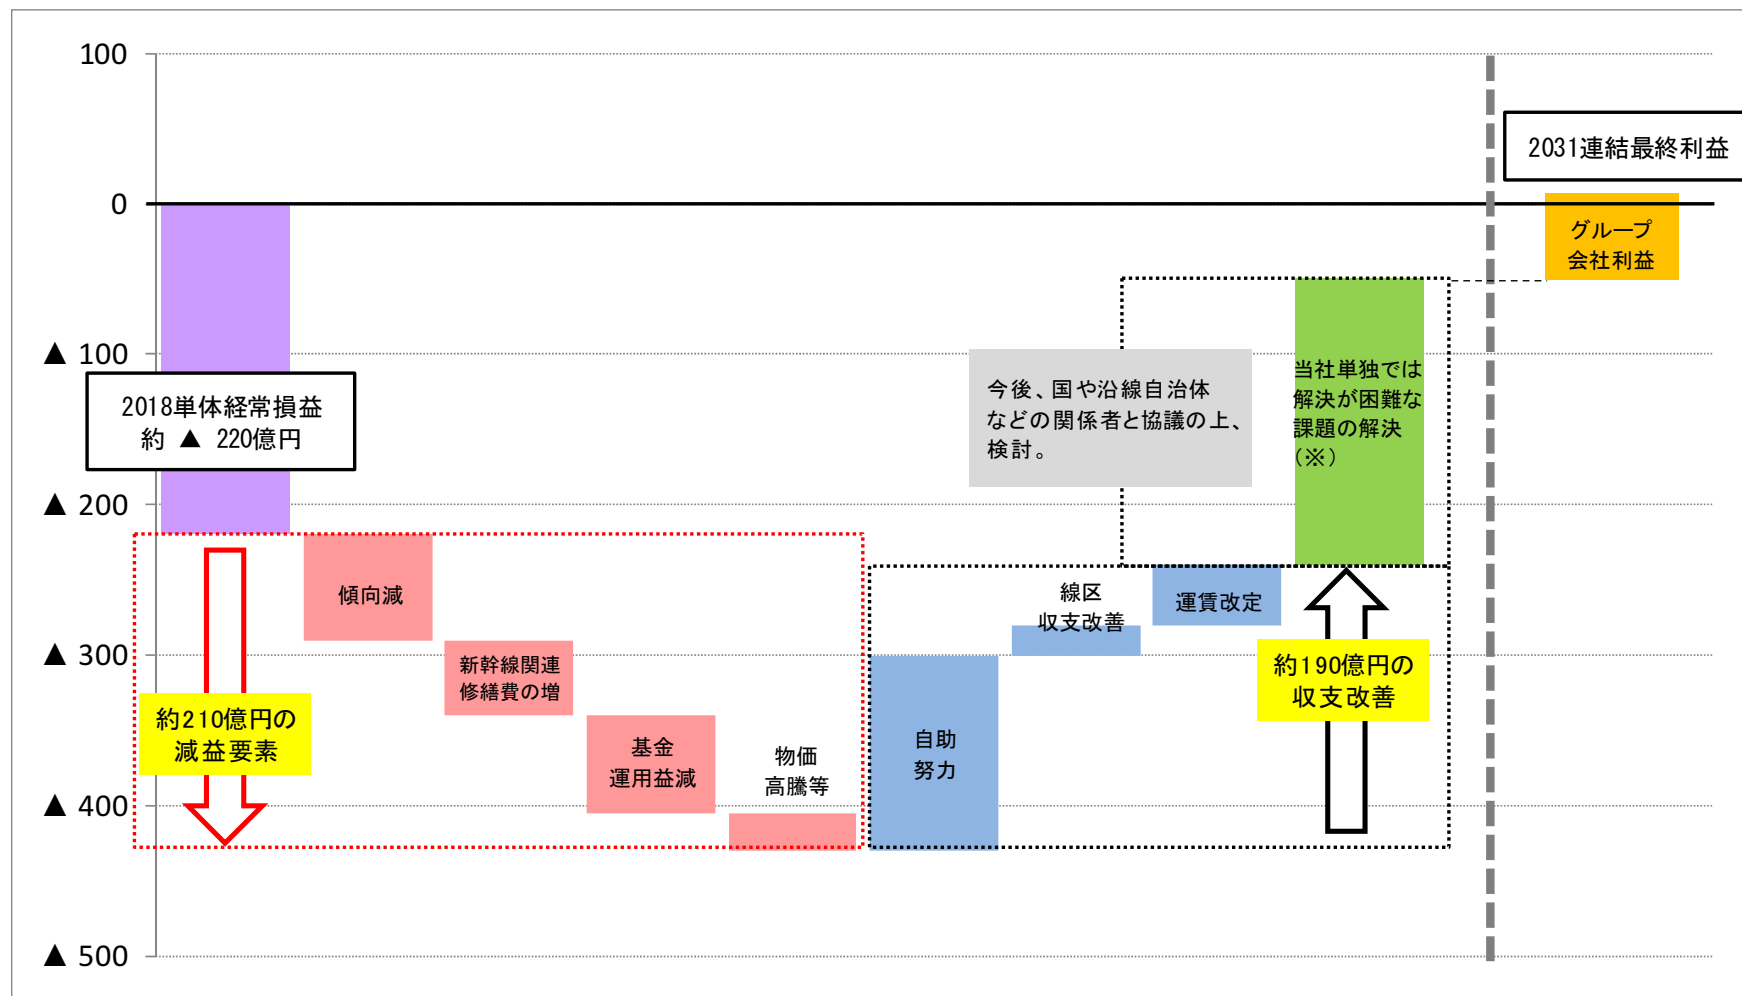 100
0
▲ 100
▲ 200
▲ 300
▲ 400
▲ 500
2018単体経常損益
約 ▲ 220億円
約210億円の
減益要素
傾向減
新幹線関連
修繕費の増
基金
運用益減
物価
高騰等
自助
努力
線区
収支改善
運賃改定
今後、国や沿線自治体
などの関係者と協議の上、
検討。
当社単独では
解決が困難な
課題の解決
(※)
約190億円の
収支改善
2031連結最終利益
グループ
会社利益